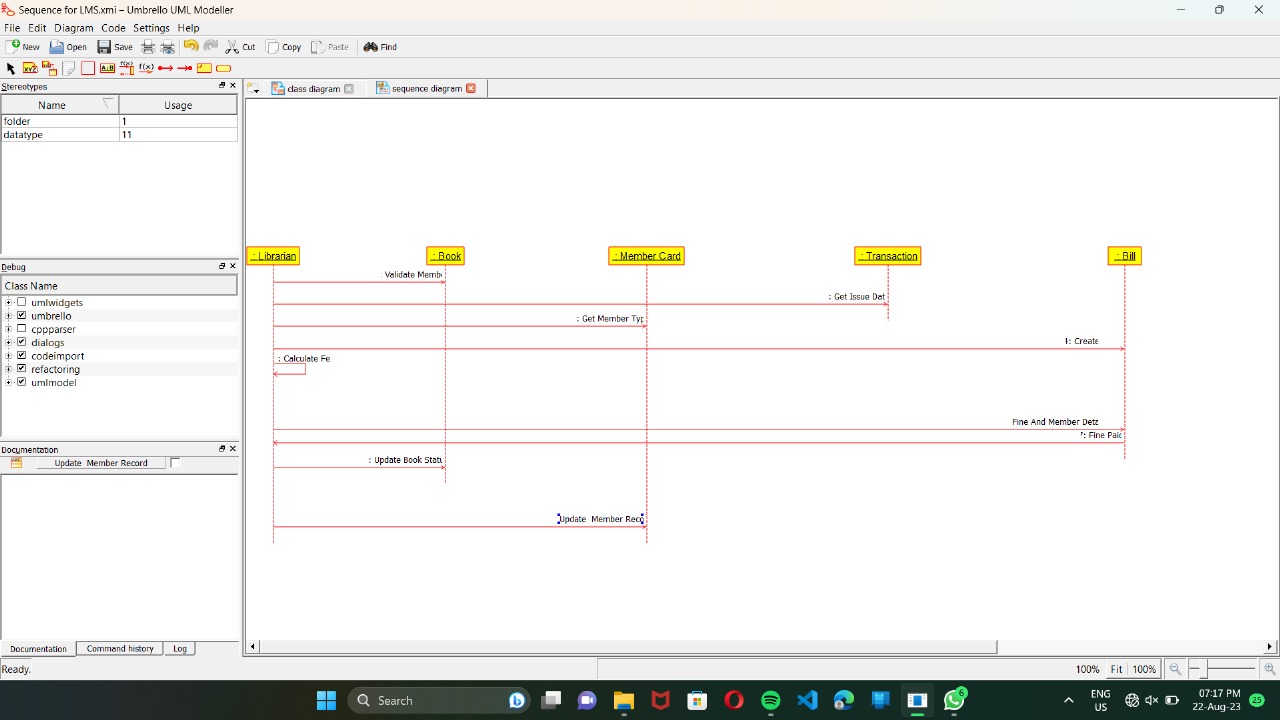 Sequence for LMS.xmi – Umbrello UML Modeller
File Edit Diagram Code Settings Help
New Open Save Cut Copy Paste Find
Stereotypes
class diagram sequence diagram
Name Usage
folder 1
datatype 11
: Librarian : Book : Member Card : Transaction : Bill
: Validate Memb
: Get Issue Dat
: Get Member Typ
: Create
: Calculate Fe
Fine And Member Deta
: Fine Paid
: Update Book Statu
Update Member Reco
Debug
Class Name
umlwidgets
umbrello
cppparser
dialogs
codeimport
refactoring
umlmodel
Documentation
Update Member Record
Documentation Command history Log
Ready.
100% Fit 100%
Search
6
ENG
US
07:17 PM
22-Aug-23
25